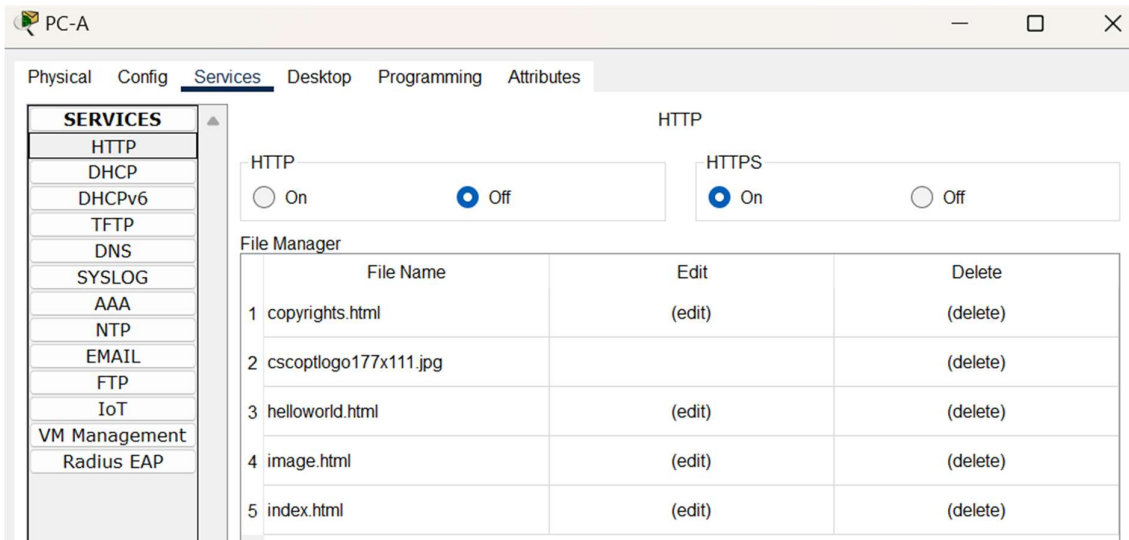 PC-A
Physical Config Services Desktop Programming Attributes
SERVICES
HTTP
DHCP
DHCPv6
TFTP
DNS
SYSLOG
AAA
NTP
EMAIL
FTP
IoT
VM Management
Radius EAP
HTTP
HTTP
On Off
HTTPS
On Off
File Manager
File Name Edit Delete
1 copyrights.html (edit) (delete)
2 cscoptlogo177x111.jpg (delete)
3 helloworld.html (edit) (delete)
4 image.html (edit) (delete)
5 index.html (edit) (delete)